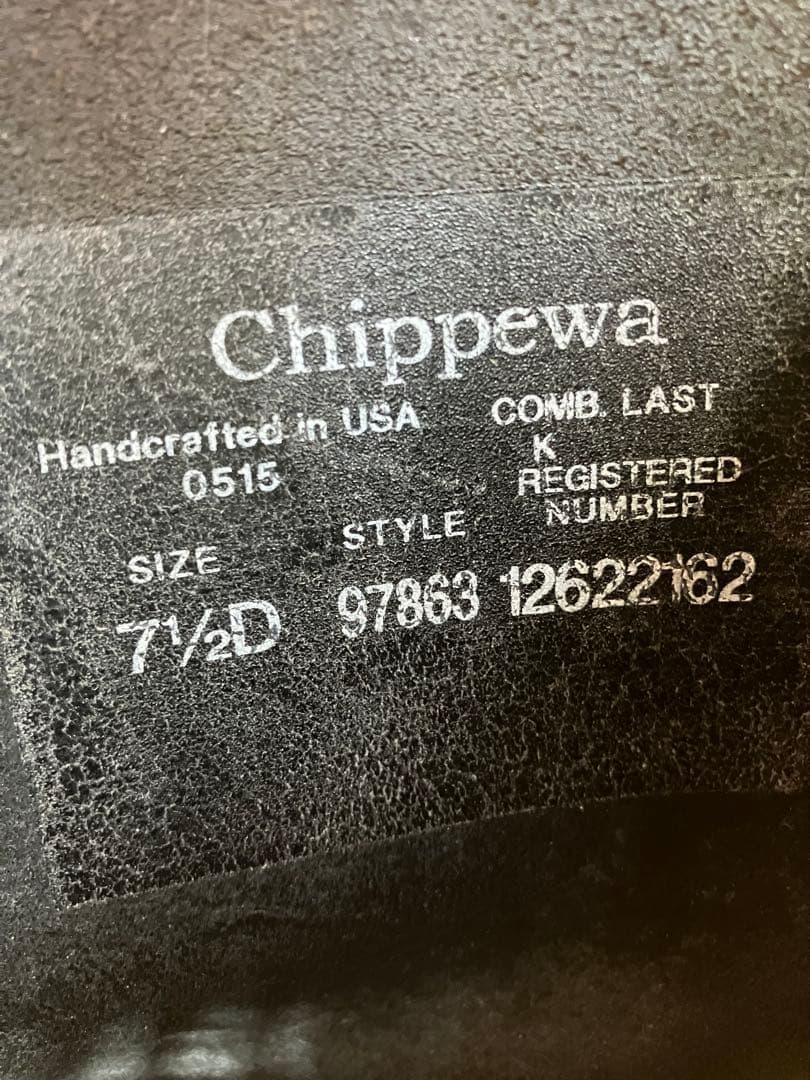 Chippewa
Handcrafted in USA
0515
COMB. LAST
K
REGISTERED
NUMBER
SIZE
STYLE
7½D
97863
12622162